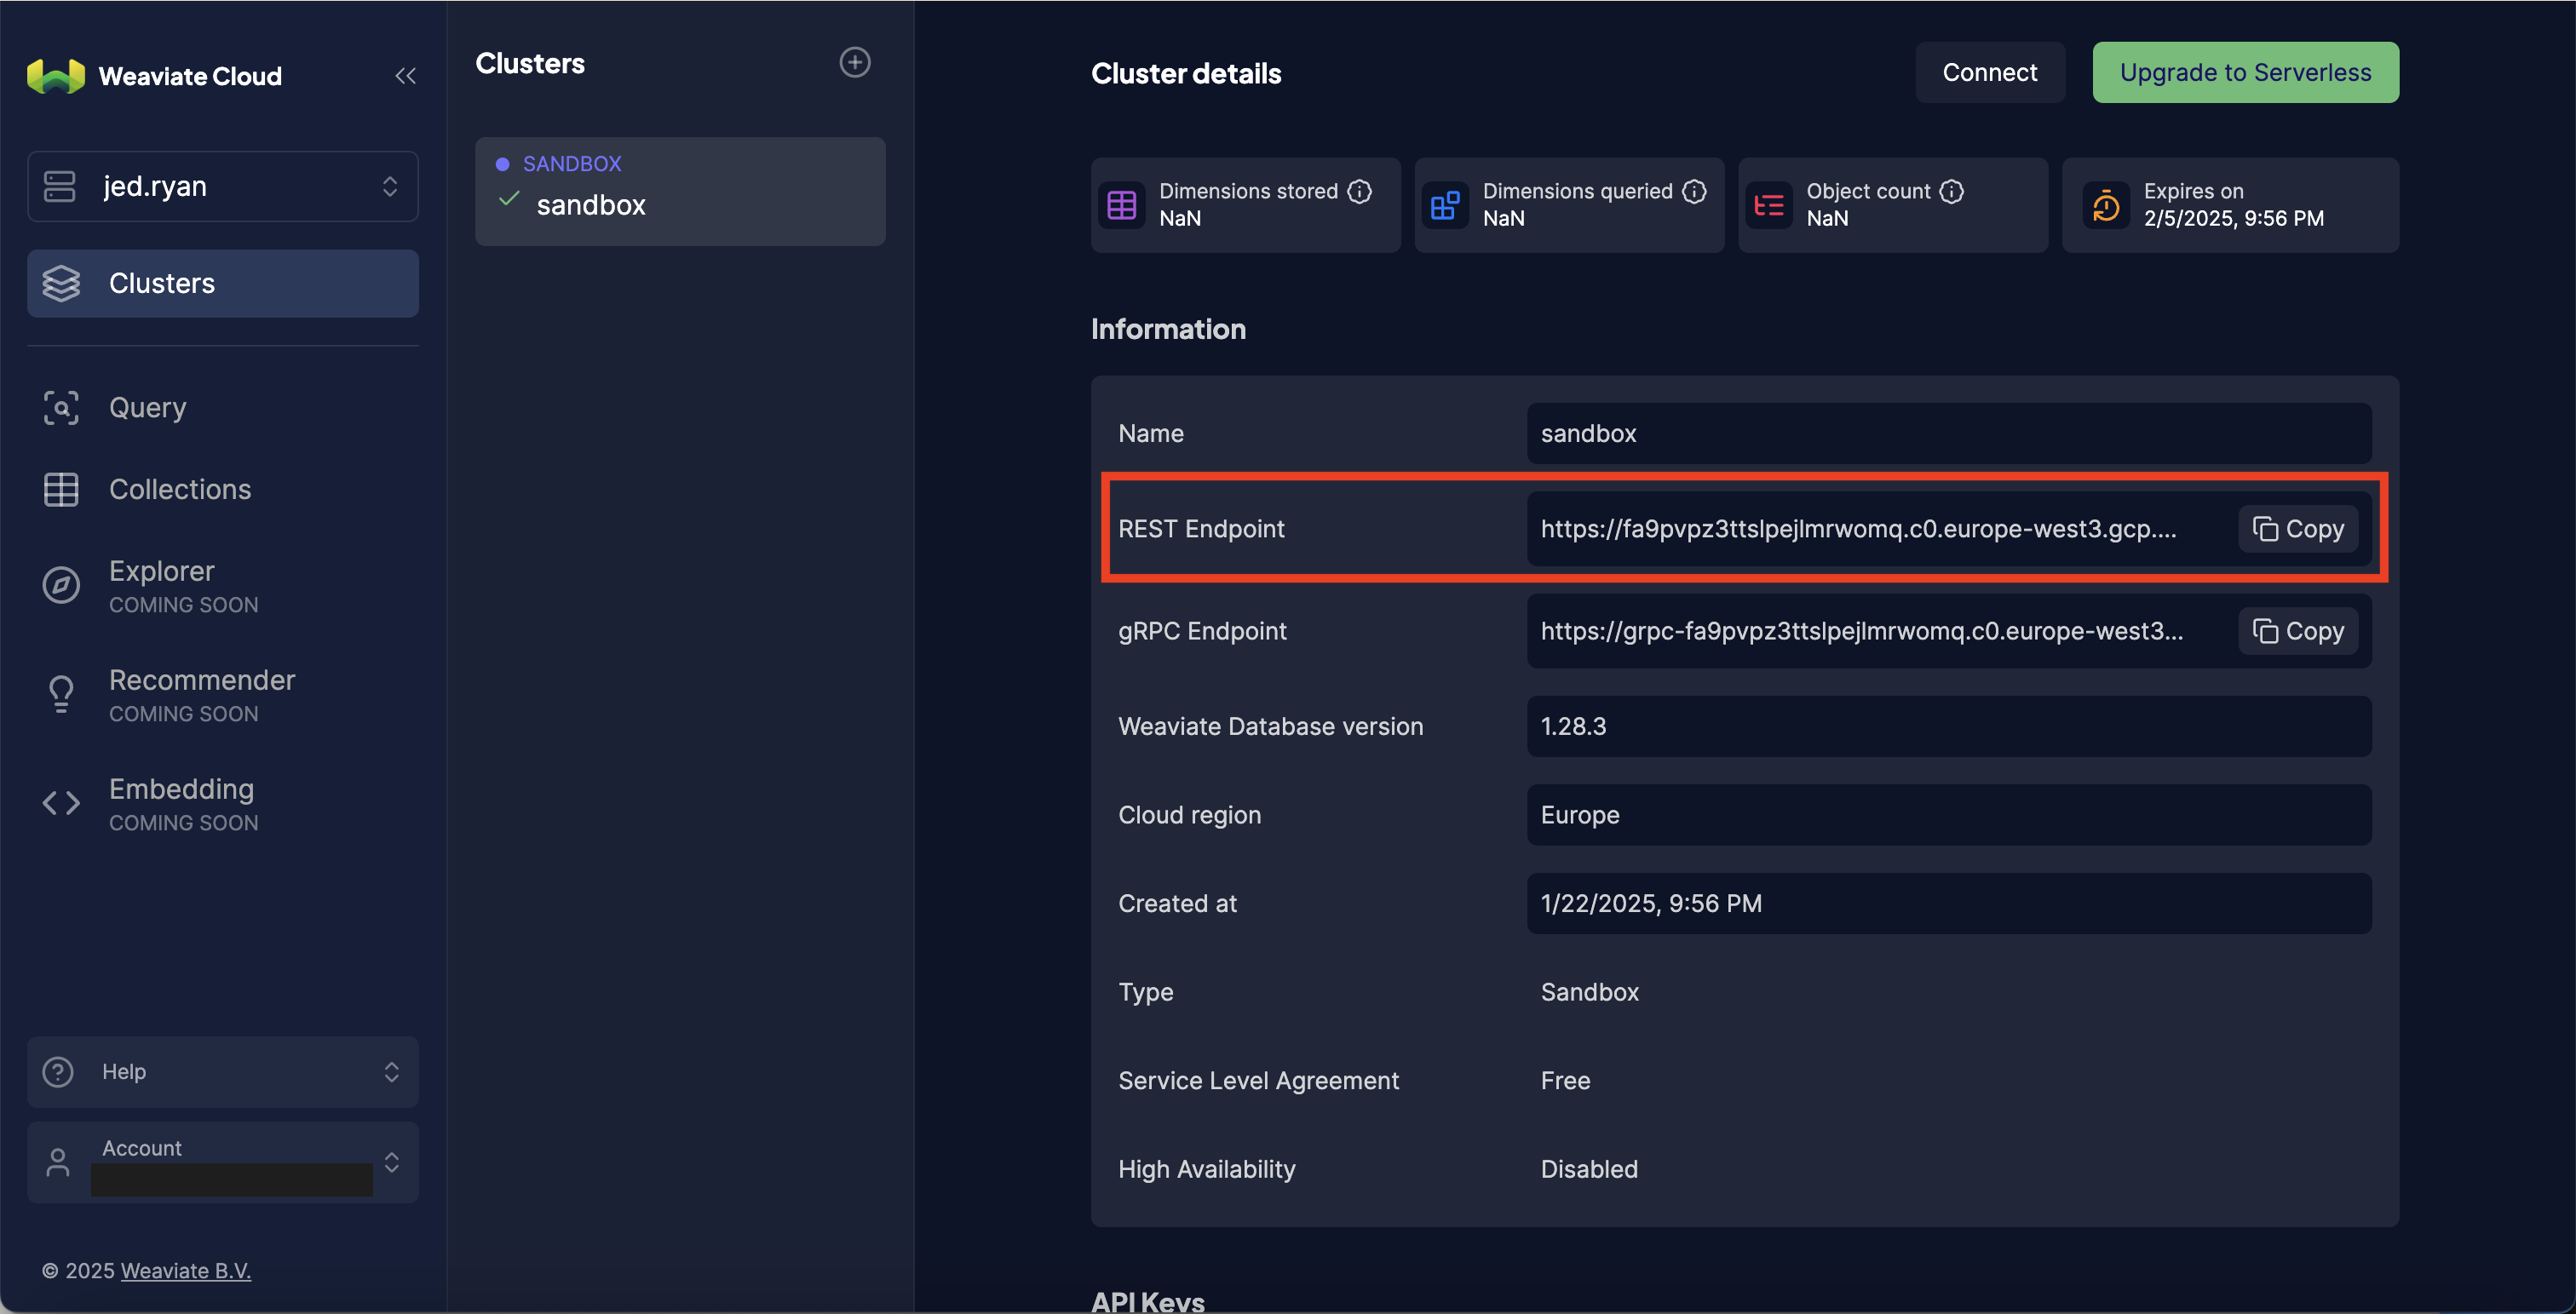 Weaviate Cloud
jed.ryan
Clusters
Query
Collections
Explorer
COMING SOON
Recommender
COMING SOON
Embedding
COMING SOON
Help
Account
© 2025 Weaviate B.V.
Clusters
SANDBOX
sandbox
Cluster details
Connect
Upgrade to Serverless
Dimensions stored
NaN
Dimensions queried
NaN
Object count
NaN
Expires on
2/5/2025, 9:56 PM
Information
Name sandbox
REST Endpoint https://fa9pvpz3ttslpejlmrwomq.c0.europe-west3.gcp.... Copy
gRPC Endpoint https://grpc-fa9pvpz3ttslpejlmrwomq.c0.europe-west3... Copy
Weaviate Database version 1.28.3
Cloud region Europe
Created at 1/22/2025, 9:56 PM
Type Sandbox
Service Level Agreement Free
High Availability Disabled
API Keys